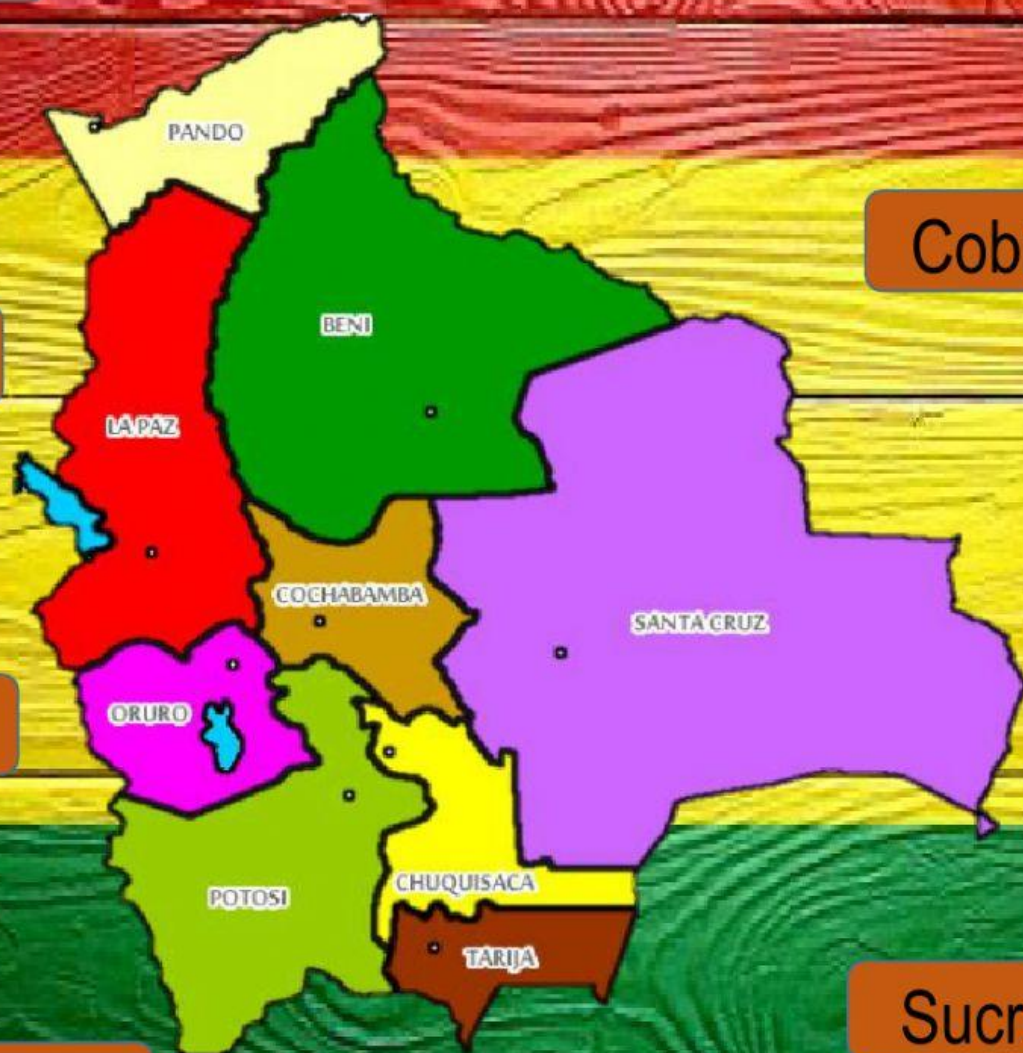 PANDO
Cob
BENI
LA PAZ
COCHABAMBA
SANTA CRUZ
ORURO
CHUQUISACA
POTOSI
TARIJA
Sucr